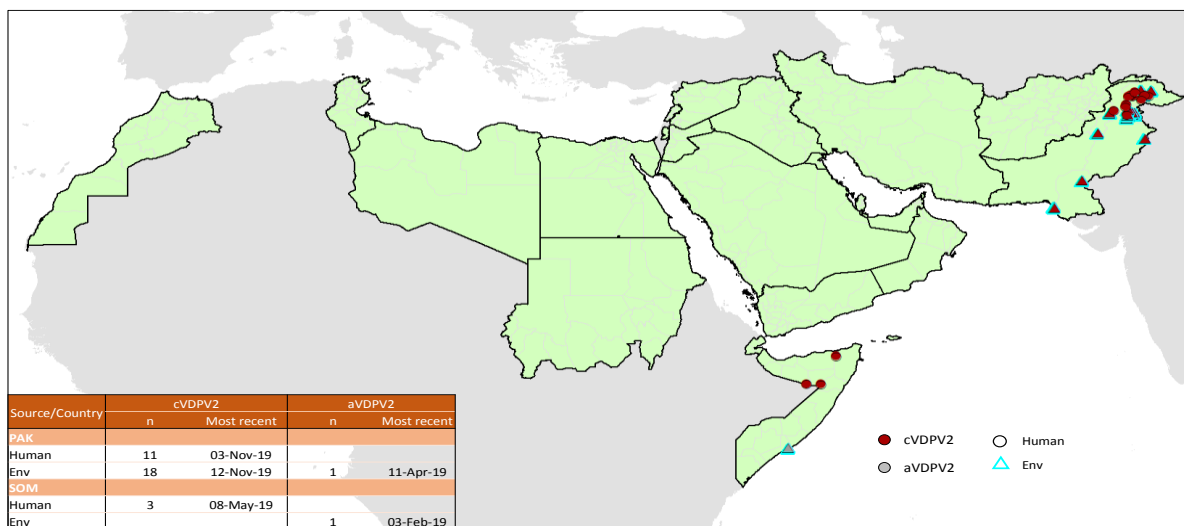 cVDPV2 aVDPV2
Source/Country n Most recent n Most recent
PAK
Human 11 03-Nov-19
Env 18 12-Nov-19 1 11-Apr-19
SOM
Human 3 08-May-19
Env 1 03-Feb-19
cVDPV2 Human
aVDPV2 Env